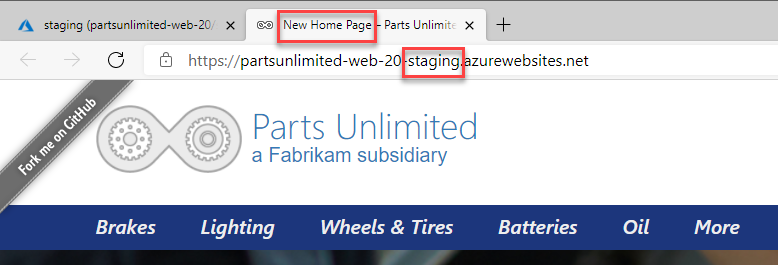 staging (partsunlimited-web-20/
New Home Page - Parts Unlimite
https://partsunlimited-web-20-staging.azurewebsites.net
Fork me on GitHub
Parts Unlimited
a Fabrikam subsidiary
Brakes Lighting Wheels & Tires Batteries Oil More